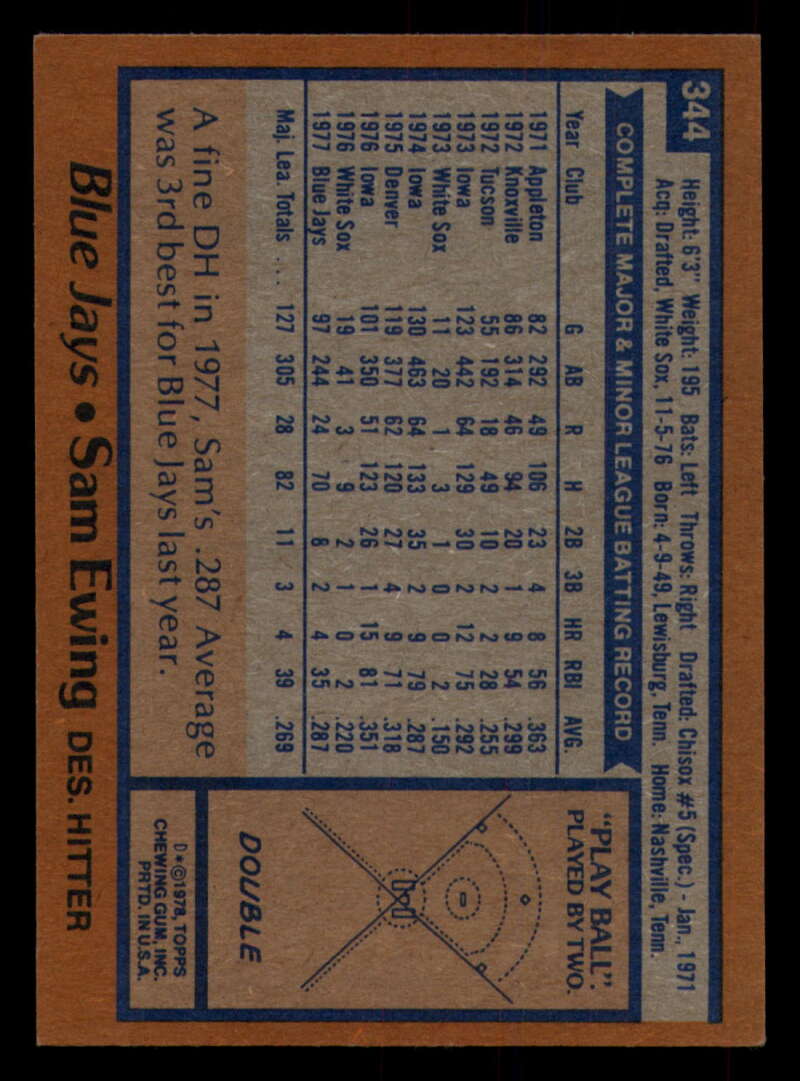 344
Height: 6'3" Weight: 195 Bats: Left Throws: Right Drafted: Chisox #5 (Spec.) - Jan., 1971
Acq: Drafted, White Sox, 11-5-76 Born: 4-9-49, Lewisburg, Tenn. Home: Nashville, Tenn.
COMPLETE MAJOR & MINOR LEAGUE BATTING RECORD
Year Club G AB R H 2B 3B HR RBI AVG.
1971 Appleton 82 292 49 106 23 4 8 56 .363
1972 Knoxville 86 314 46 94 20 1 9 54 .299
1972 Tucson 55 192 18 49 10 2 2 28 .255
1973 Iowa 123 442 64 129 30 2 12 75 .292
1973 White Sox 11 20 1 3 1 0 0 2 .150
1974 Iowa 130 463 64 133 35 2 9 79 .287
1975 Denver 119 377 62 120 27 4 9 71 .318
1976 Iowa 101 350 51 123 26 1 15 81 .351
1976 White Sox 19 41 3 9 2 1 0 2 .220
1977 Blue Jays 97 244 24 70 8 2 4 35 .287
Maj. Lea. Totals ... 127 305 28 82 11 3 4 39 .269
A fine DH in 1977, Sam's .287 Average
was 3rd best for Blue Jays last year.
"PLAY BALL".
PLAYED BY TWO.
DOUBLE
D*©1978, TOPPS
CHEWING GUM, INC.
PRTD. IN U.S.A.
Blue Jays • Sam Ewing DES. HITTER